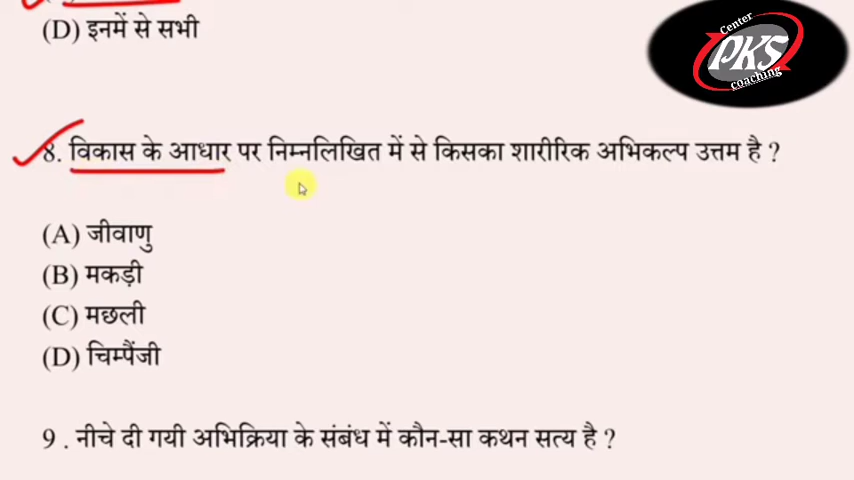 (D) इनमें से सभी
Center
PKS
coaching
8. विकास के आधार पर निम्नलिखित में से किसका शारीरिक अभिकल्प उत्तम है ?
(A) जीवाणु
(B) मकड़ी
(C) मछली
(D) चिम्पैंजी
9 . नीचे दी गयी अभिक्रिया के संबंध में कौन-सा कथन सत्य है ?